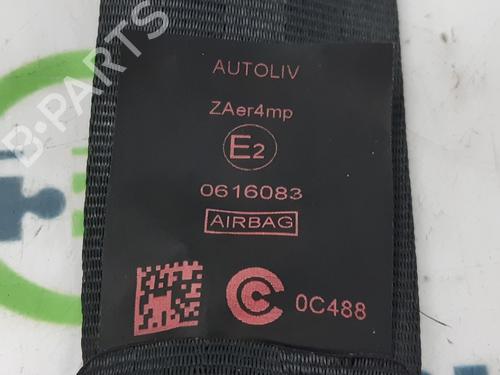 B-PARTS
AUTOLIV
ZAer4mp
E2
0616083
AIRBAG
0C488